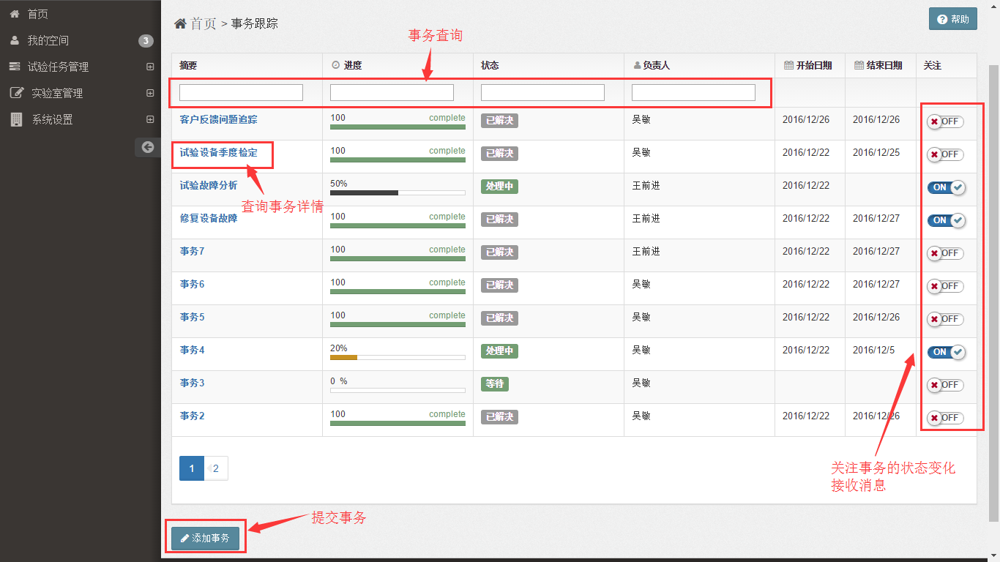 首页
我的空间 3
试验任务管理
实验室管理
系统设置
首页 > 事务跟踪
帮助
事务查询
摘要 进度 状态 负责人 开始日期 结束日期 关注
客户反馈问题追踪 100 complete 已解决 吴敏 2016/12/26 2016/12/26 OFF
试验设备季度检定 100 complete 已解决 吴敏 2016/12/22 2016/12/25 OFF
试验故障分析 50% 处理中 王前进 2016/12/22 ON
查询事务详情
修复设备故障 100 complete 已解决 王前进 2016/12/22 2016/12/27 ON
事务7 100 complete 已解决 王前进 2016/12/22 2016/12/27 OFF
事务6 100 complete 已解决 吴敏 2016/12/22 2016/12/27 OFF
事务5 100 complete 已解决 吴敏 2016/12/22 2016/12/26 OFF
事务4 20% 处理中 吴敏 2016/12/22 2016/12/5 ON
事务3 0 % 等待 吴敏 OFF
事务2 100 complete 已解决 吴敏 2016/12/22 2016/12/26 OFF
1 2
关注事务的状态变化
接收消息
提交事务
添加事务